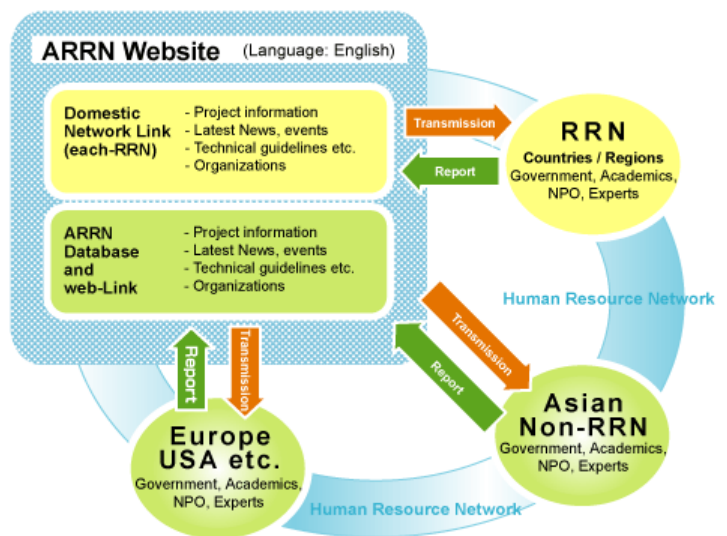 ARRN Website (Language: English)
Domestic
Network Link
(each-RRN)
- Project information
- Latest News, events
- Technical guidelines etc.
- Organizations
ARRN
Database
and
web-Link
- Project information
- Latest News, events
- Technical guidelines etc.
- Organizations
Transmission
Report
RRN
Countries / Regions
Government, Academics,
NPO, Experts
Human Resource Network
Transmission
Report
Asian
Non-RRN
Government, Academics,
NPO, Experts
Report
Transmission
Europe
USA etc.
Government, Academics,
NPO, Experts
Human Resource Network